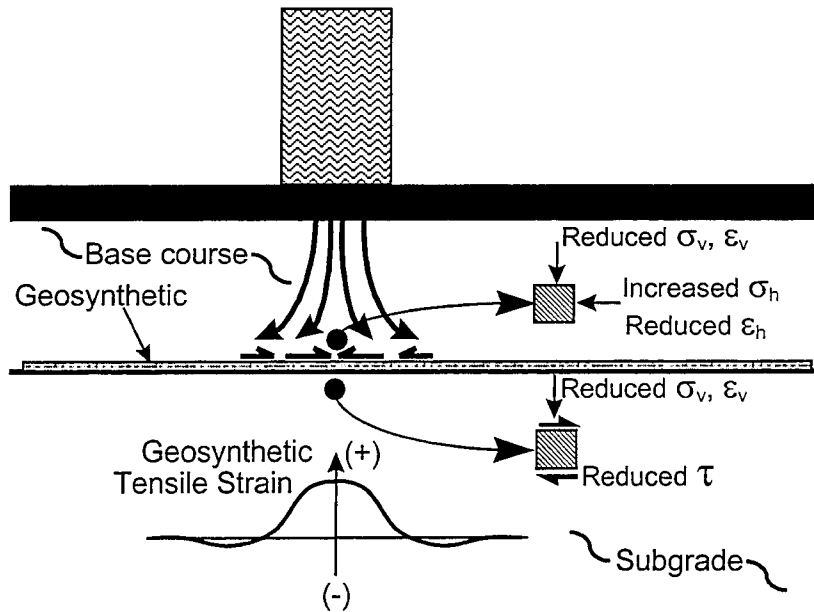 Base course
Geosynthetic
Reduced σv, εv
Increased σh
Reduced εh
Reduced σv, εv
Reduced τ
Geosynthetic
Tensile Strain
(+)
(-)
Subgrade